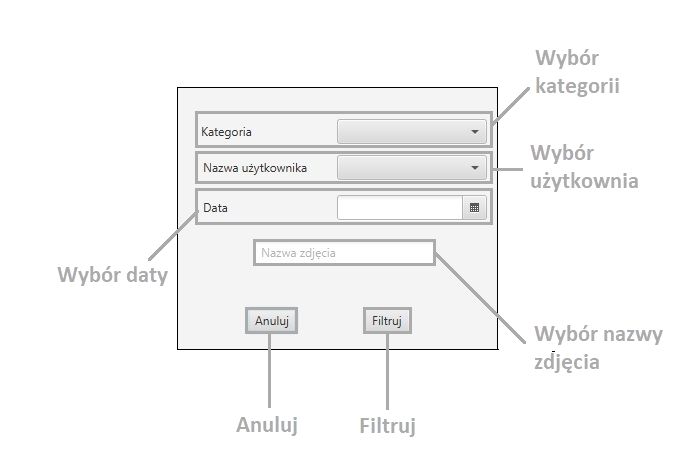 Wybór
kategorii
Kategoria
Wybór
użytkownia
Nazwa użytkownika
Data
Wybór daty
Nazwa zdjęcia
Wybór nazwy
zdjęcia
Anuluj
Filtruj
Anuluj
Filtruj